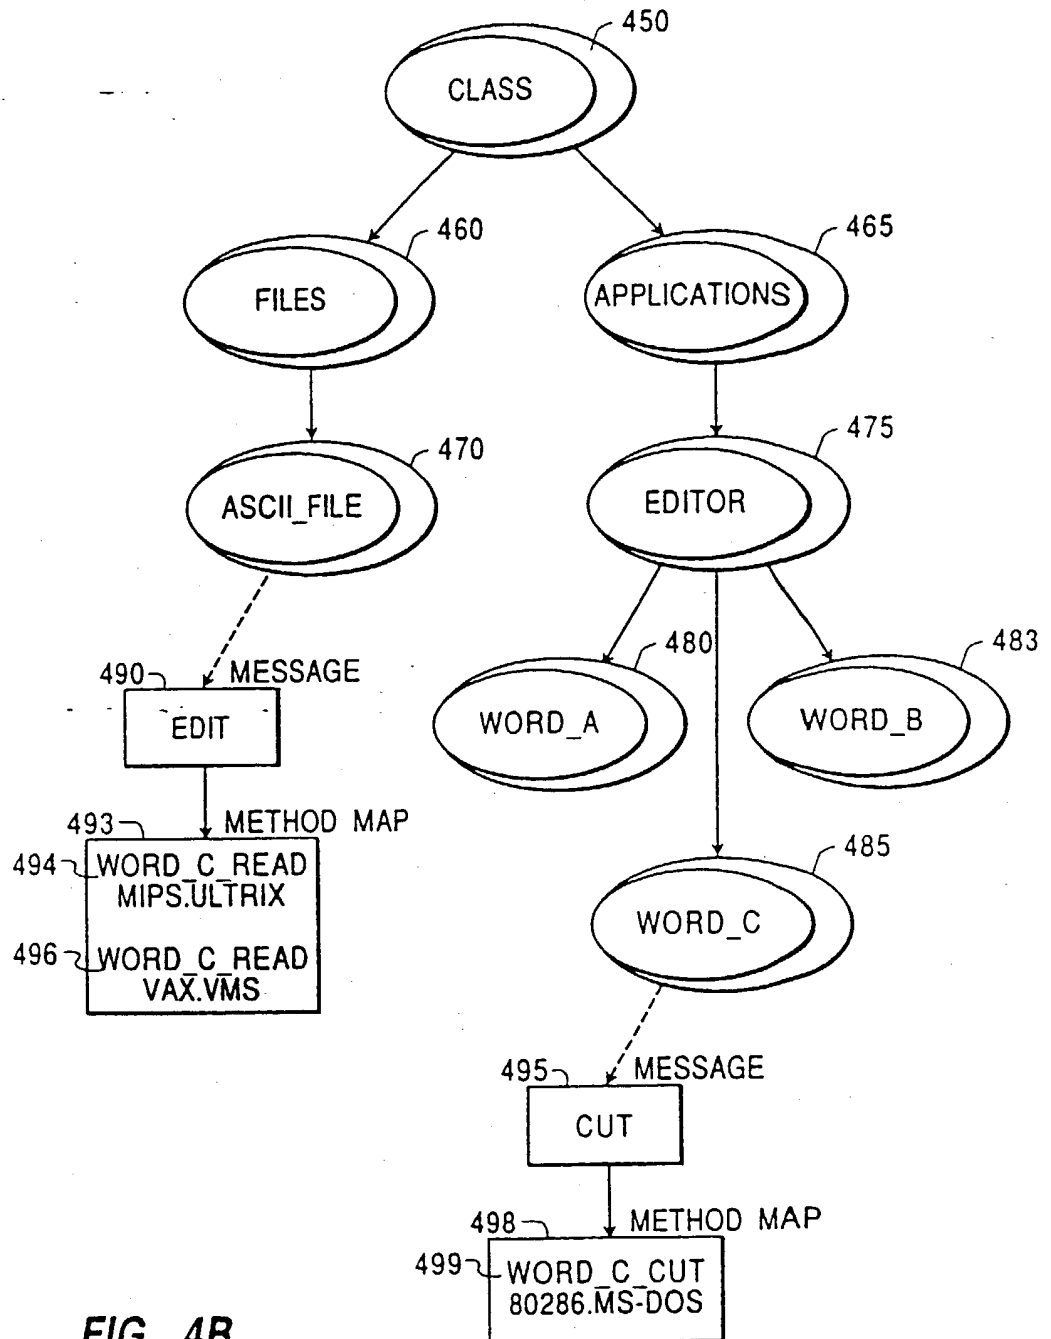 450
CLASS
460
465
FILES
APPLICATIONS
470
475
ASCII_FILE
EDITOR
480
483
490
MESSAGE
EDIT
WORD_A
WORD_B
493
METHOD MAP
494
WORD_C_READ
MIPS.ULTRIX
485
WORD_C
496
WORD_C_READ
VAX.VMS
495
MESSAGE
CUT
498
METHOD MAP
499
WORD_C_CUT
80286.MS-DOS
FIG. 4B